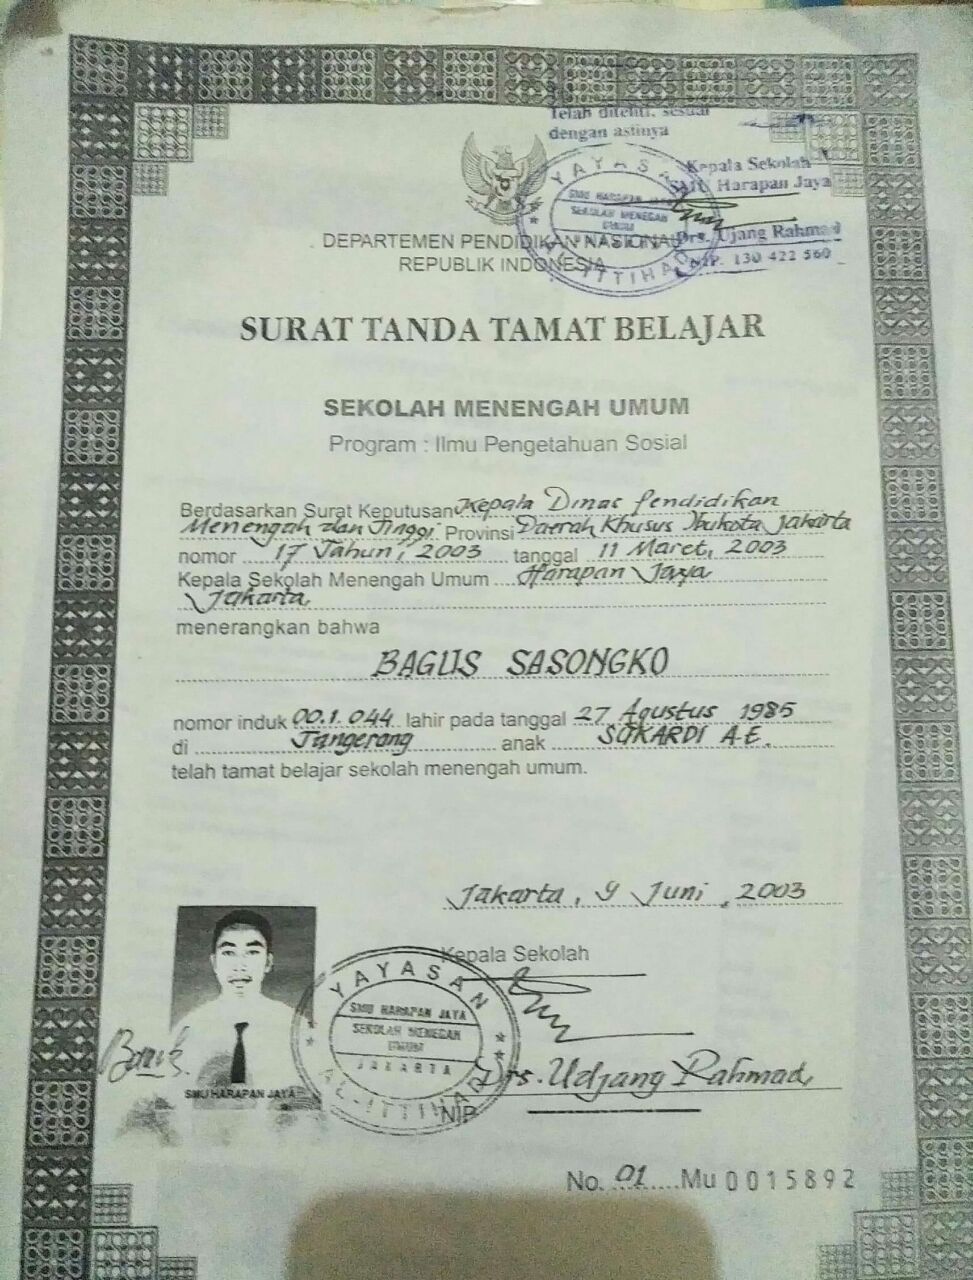 Telah diteliti, sesuai
dengan aslinya
Kepala Sekolah
SMU Harapan Jaya
Drs. Ujang Rahmad
NIP. 130 422 560
YAYASAN
SMU HARAPAN JAYA
SEKOLAH MENEGAH
UMUM
AL-ITTIHAD
DEPARTEMEN PENDIDIKAN NASIONAL
REPUBLIK INDONESIA
SURAT TANDA TAMAT BELAJAR
SEKOLAH MENENGAH UMUM
Program : Ilmu Pengetahuan Sosial
Berdasarkan Surat Keputusan Kepala Dinas Pendidikan
Menengah dan Tinggi Provinsi Daerah Khusus Ibukota Jakarta
nomor 17 Tahun, 2003 tanggal 11 Maret, 2003
Kepala Sekolah Menengah Umum Harapan Jaya
Jakarta
menerangkan bahwa
BAGUS SASONGKO
nomor induk 00.1.044 lahir pada tanggal 27 Agustus 1985
di Tangerang anak SUKARDI A.E.
telah tamat belajar sekolah menengah umum.
Jakarta, 9 Juni, 2003
Kepala Sekolah
YAYASAN
SMU HARAPAN JAYA
SEKOLAH MENEGAH
UMUM
JAKARTA
AL-ITTIHAD
Drs. Udjang Rahmad
NIP
SMU HARAPAN JAYA
No. 01 Mu 0015892